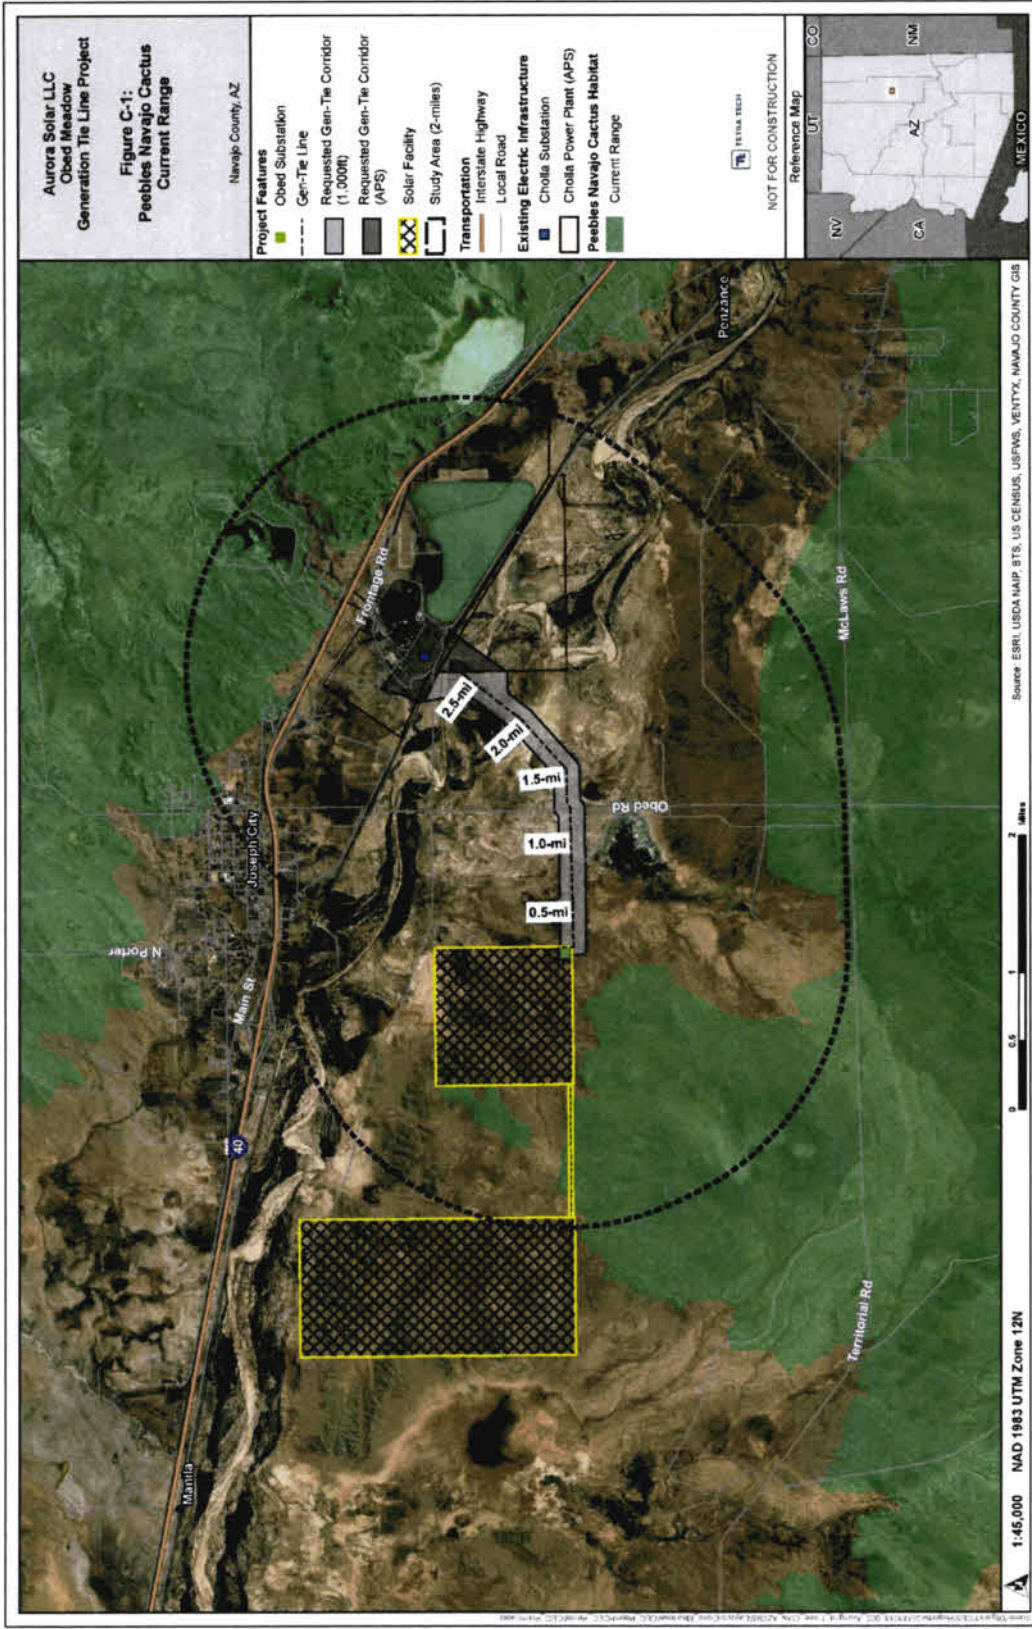 Aurora Solar LLC
Obed Meadow
Generation Tie Line Project
Figure C-1:
Peebles Navajo Cactus
Current Range
Navajo County, AZ
Project Features
Obed Substation
Gen-Tie Line
Requested Gen-Tie Corridor
(1,000ft)
Requested Gen-Tie Corridor
(APS)
Solar Facility
Study Area (2-miles)
Transportation
Interstate Highway
Local Road
Existing Electric Infrastructure
Cholla Substation
Cholla Power Plant (APS)
Peebles Navajo Cactus Habitat
Current Range
TETRA TECH
NOT FOR CONSTRUCTION
Reference Map
NV
UT
CO
CA
AZ
NM
MEXICO
Manila
40
Main St
N Porter
Joseph City
Frontage Rd
Penzance
0.5-mi
1.0-mi
1.5-mi
2.0-mi
2.5-mi
Obed Rd
McLaws Rd
Territorial Rd
1:45,000
NAD 1983 UTM Zone 12N
0
0.5
1
2
Miles
Source: ESRI, USDA NAIP, BTS, US CENSUS, USFWS, VENTYX, NAVAJO COUNTY GIS